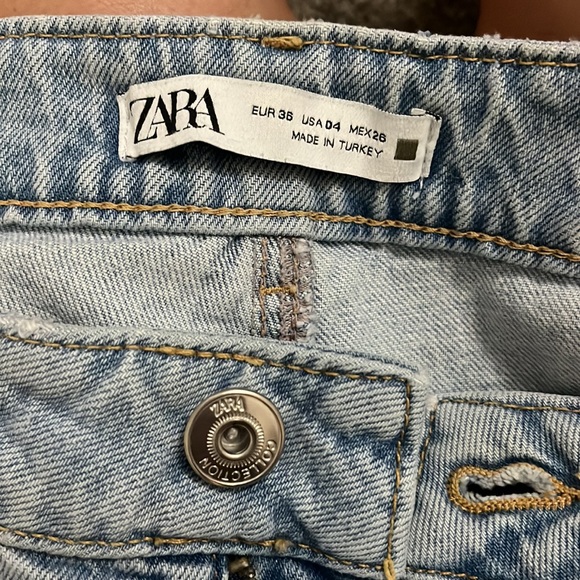 ZARA
EUR 36 USA 04 MEX 26
MADE IN TURKEY
ZARA
COLLECTION